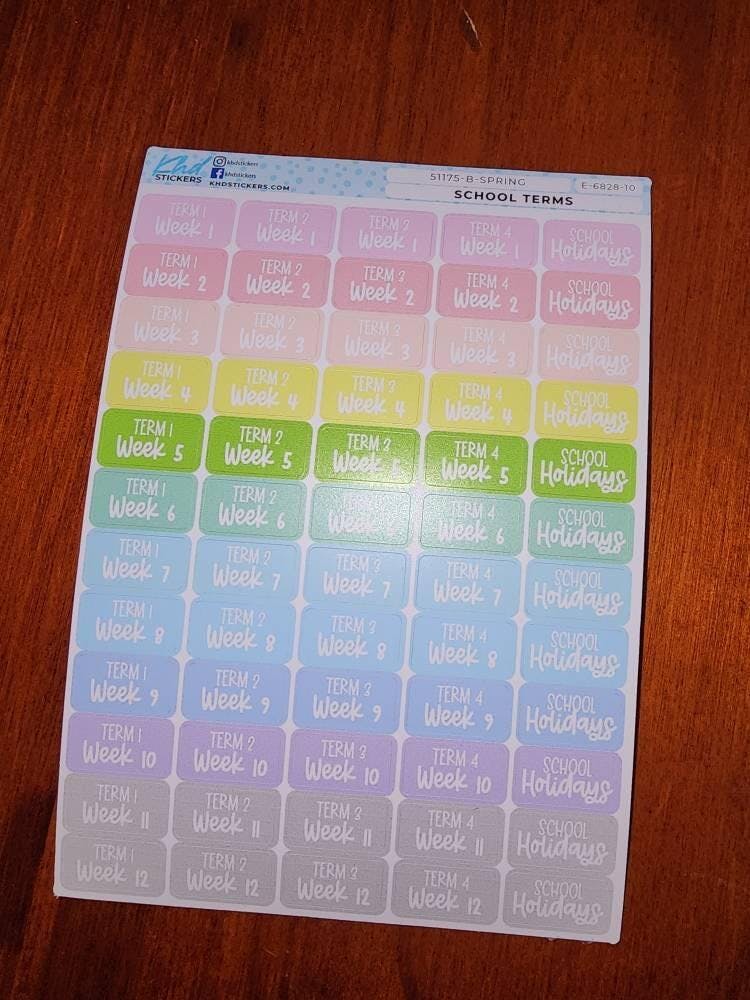 Khd
STICKERS
khdstickers
khdstickers
KHDSTICKERS.COM
51175-B-SPRING
E-6828-10
SCHOOL TERMS
TERM 1 TERM 2 TERM 3 TERM 4 SCHOOL
Week 1 Week 1 Week 1 Week 1 Holidays
TERM 1 TERM 2 TERM 3 TERM 4 SCHOOL
Week 2 Week 2 Week 2 Week 2 Holidays
TERM 1 TERM 2 TERM 3 TERM 4 SCHOOL
Week 3 Week 3 Week 3 Week 3 Holidays
TERM 1 TERM 2 TERM 3 TERM 4 SCHOOL
Week 4 Week 4 Week 4 Week 4 Holidays
TERM 1 TERM 2 TERM 3 TERM 4 SCHOOL
Week 5 Week 5 Week 5 Week 5 Holidays
TERM 1 TERM 2 TERM 4 SCHOOL
Week 6 Week 6 Week Week 6 Holidays
TERM 1 TERM 2 TERM 3 TERM 4 SCHOOL
Week 7 Week 7 Week 7 Week 7 Holidays
TERM 1 TERM 2 TERM 3 TERM 4 SCHOOL
Week 8 Week 8 Week 8 Week 8 Holidays
TERM 1 TERM 2 TERM 3 TERM 4 SCHOOL
Week 9 Week 9 Week 9 Week 9 Holidays
TERM 1 TERM 2 TERM 3 TERM 4 SCHOOL
Week 10 Week 10 Week 10 Week 10 Holidays
TERM 1 TERM 2 TERM 3 TERM 4 SCHOOL
Week 11 Week 11 Week 11 Week 11 Holidays
TERM 1 TERM 2 TERM 3 TERM 4 SCHOOL
Week 12 Week 12 Week 12 Week 12 Holidays